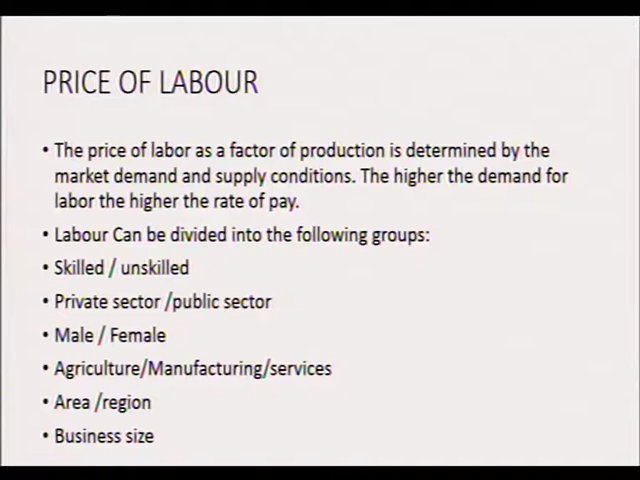 PRICE OF LABOUR
• The price of labor as a factor of production is determined by the
market demand and supply conditions. The higher the demand for
labor the higher the rate of pay.
• Labour Can be divided into the following groups:
• Skilled / unskilled
• Private sector /public sector
• Male / Female
• Agriculture/Manufacturing/services
• Area /region
• Business size